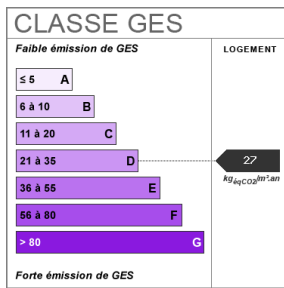 CLASSE GES
Faible émission de GES
LOGEMENT
≤ 5 A
6 à 10 B
11 à 20 C
21 à 35 D
27
kgéqCO2/m².an
36 à 55 E
56 à 80 F
> 80 G
Forte émission de GES